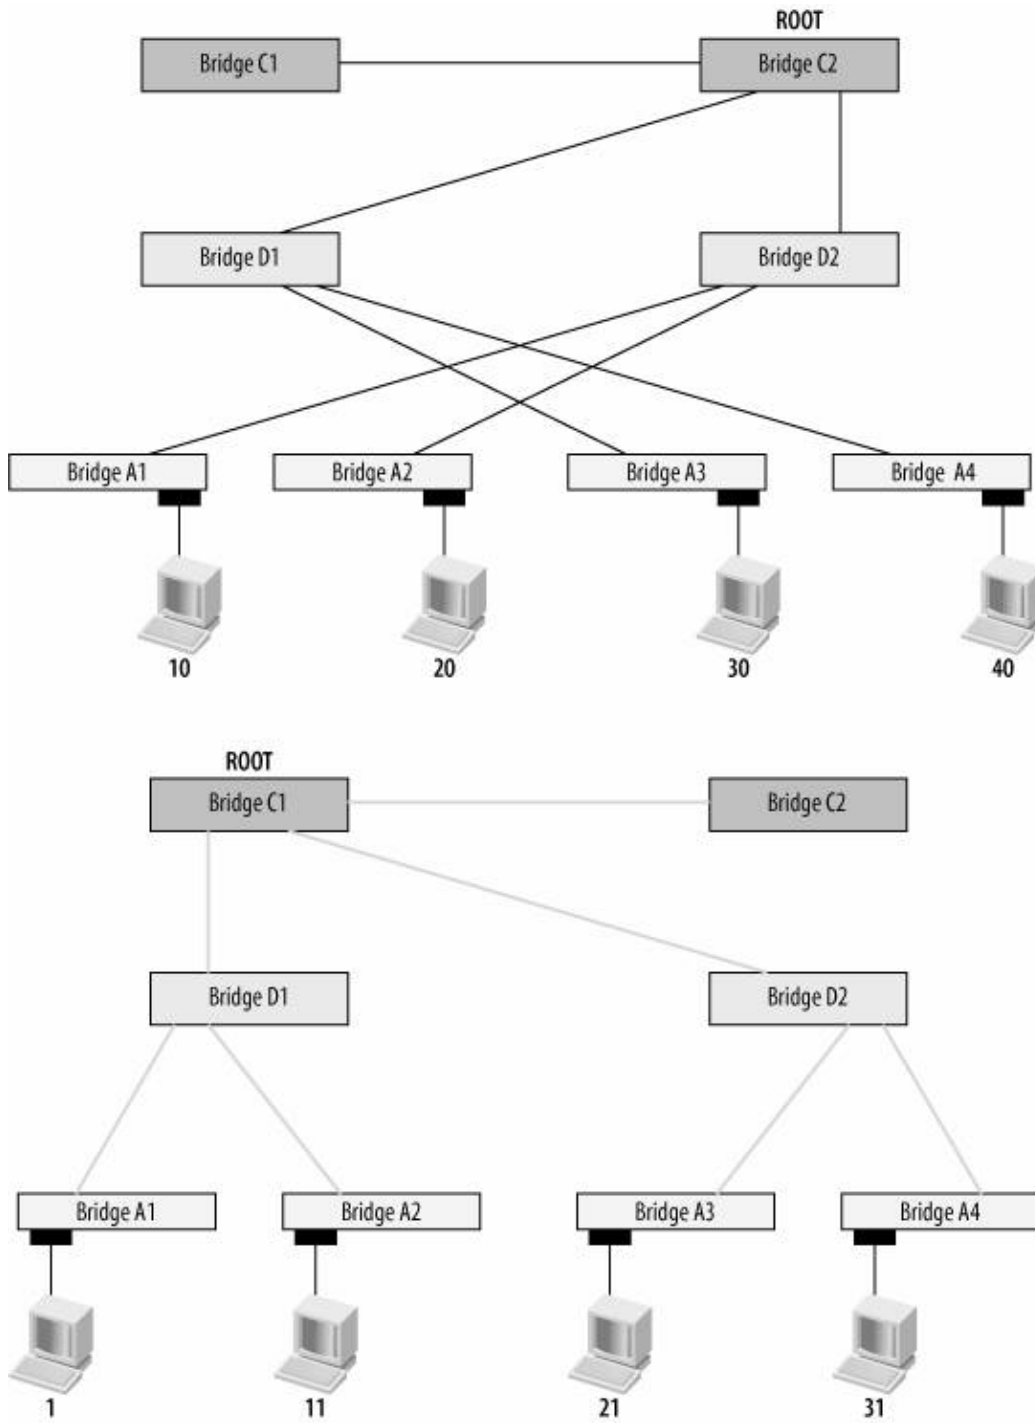 ROOT
Bridge C1
Bridge C2
Bridge D1
Bridge D2
Bridge A1
Bridge A2
Bridge A3
Bridge A4
10
20
30
40
ROOT
Bridge C1
Bridge C2
Bridge D1
Bridge D2
Bridge A1
Bridge A2
Bridge A3
Bridge A4
1
11
21
31